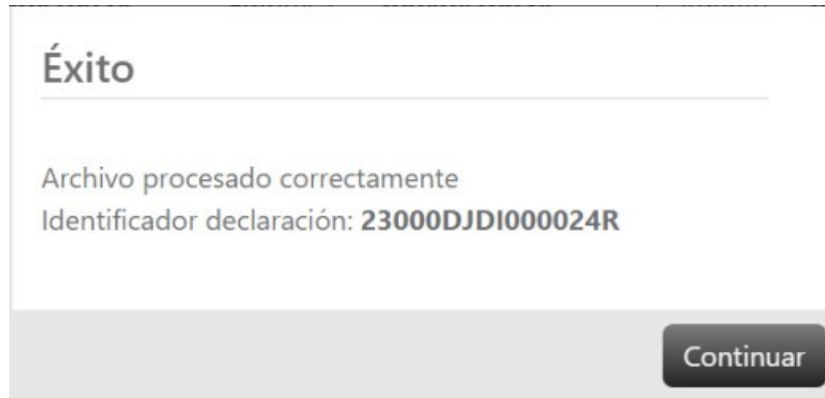 Éxito
Archivo procesado correctamente
Identificador declaración: 23000DJDI000024R
Continuar